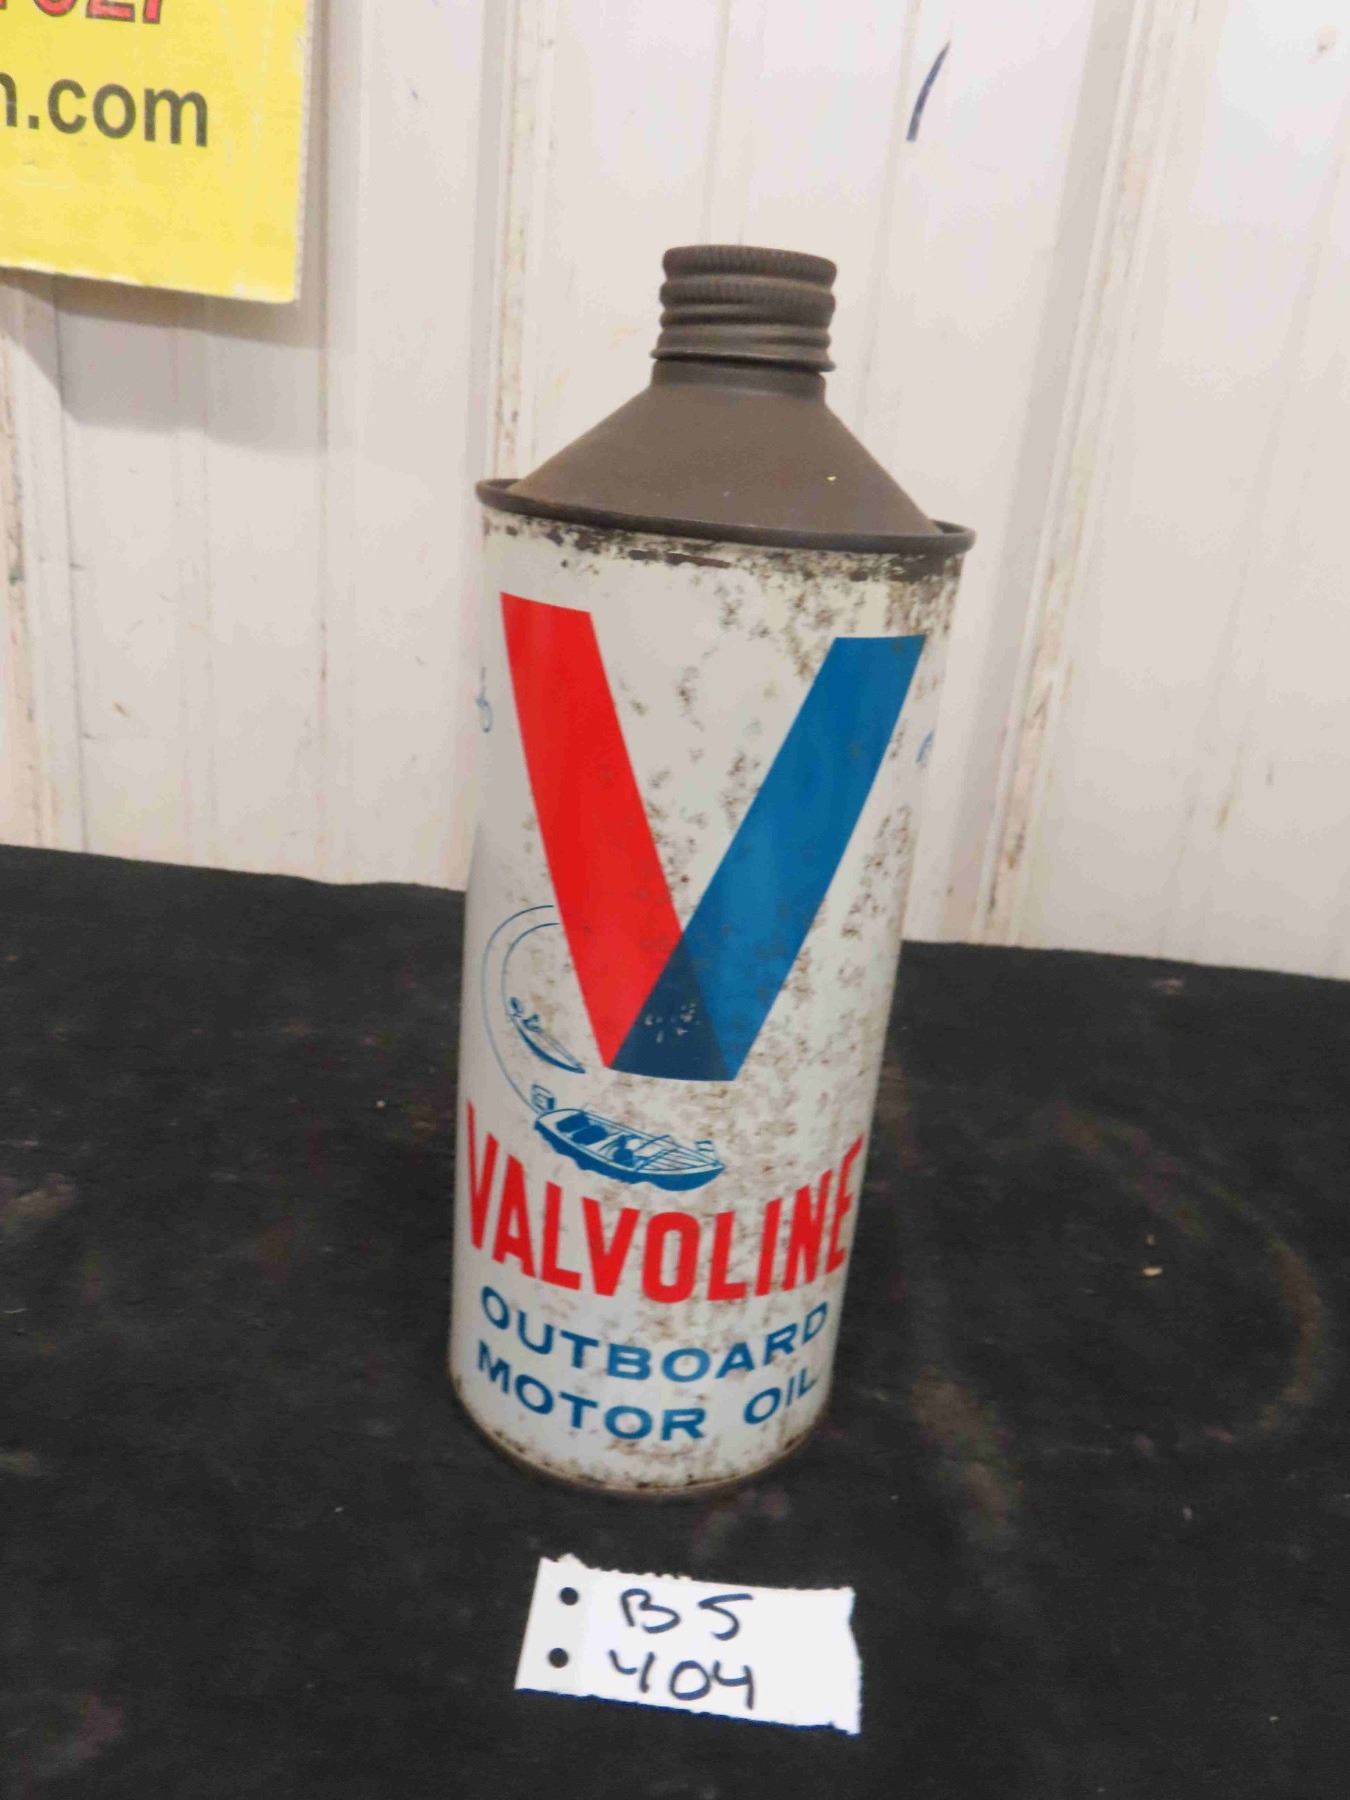 .com
V
VALVOLINE
OUTBOARD
MOTOR OIL
B5
404